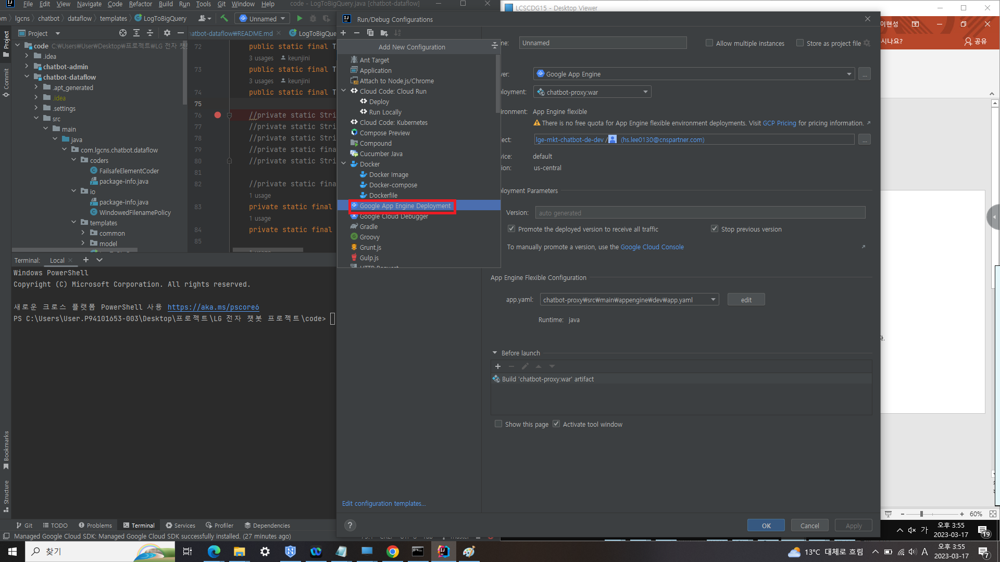 File Edit View Navigate Code Refactor Build Run Tools Git Window Help code - LogToBigQuery.java [chatbot-dataflow]
om lgcns chatbot dataflow templates LogToBigQuery Unnamed
Project
chatbot-dataflow₩README.md LogToBigQue
code C:₩Users₩User₩Desktop₩프로젝트₩LG 전자 챗
.idea
chatbot-admin
chatbot-dataflow
.apt_generated
.idea
.settings
src
main
java
com.lgcns.chatbot.dataflow
coders
FailsafeElementCoder
package-info.java
io
package-info.java
WindowedFilenamePolicy
templates
common
model
Project
Commit
Bookmarks
Structure
72 public static final T
3 usages keunjini
73 public static final T
3 usages keunjini
74 public static final T
75
76 //private static Stri
77 //private static Stri
78 //private static Stri
79 //private static fina
80 //private static Stri
81
82 //private static fina
1 usage
83 private static final
1 usage
84 private static final
85
Terminal: Local
Windows PowerShell
Copyright (C) Microsoft Corporation. All rights reserved.
새로운 크로스 플랫폼 PowerShell 사용 https://aka.ms/pscore6
PS C:\Users\User.P94101653-003\Desktop\프로젝트\LG 전자 챗봇 프로젝트\code>
Git TODO Problems Terminal Services Profiler Dependencies
Managed Google Cloud SDK: Managed Google Cloud SDK successfully installed. (27 minutes ago)
Run/Debug Configurations
Add New Configuration
Ant Target
Application
Attach to Node.js/Chrome
Cloud Code: Cloud Run
Deploy
Run Locally
Cloud Code: Kubernetes
Compose Preview
Compound
Cucumber Java
Docker
Docker Image
Docker-compose
Dockerfile
Google App Engine Deployment
Google Cloud Debugger
Gradle
Groovy
Grunt.js
Gulp.js
HTTP Request
Edit configuration templates...
me: Unnamed Allow multiple instances Store as project file
ver: Google App Engine ...
loyment: chatbot-proxy:war
ironment: App Engine flexible
There is no free quota for App Engine flexible environment deployments. Visit GCP Pricing for pricing information.
ect: lge-mkt-chatbot-de-dev / (hs.lee0130@cnspartner.com) ...
vice: default
ion: us-central
loyment Parameters
Version: auto generated
Promote the deployed version to receive all traffic Stop previous version
To manually promote a version, use the Google Cloud Console
App Engine Flexible Configuration
app.yaml: chatbot-proxy₩src₩main₩appengine₩dev₩app.yaml edit
Runtime: java
Before launch
Build 'chatbot-proxy:war' artifact
Show this page Activate tool window
? OK Cancel Apply
LCSCDG15 - Desktop Viewer
이현성
시나요? 공유
다.
60%
가 오후 3:55
2023-03-17 19
찾기
13°C 대체로 흐림 A 오후 3:55
2023-03-17 7